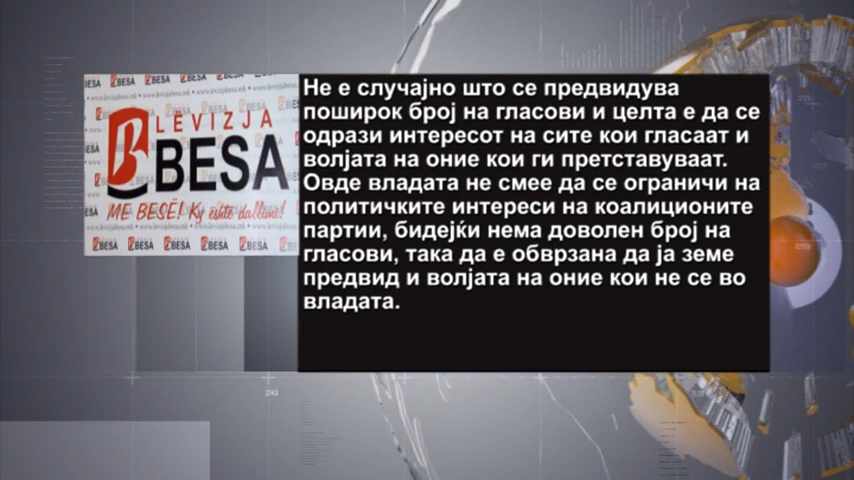 LËVIZJA
BESA
ME BESË! Ky është dallimi!
Не е случајно што се предвидува
поширок број на гласови и целта е да се
одрази интересот на сите кои гласаат и
волјата на оние кои ги претставуваат.
Овде владата не смее да се ограничи на
политичките интереси на коалиционите
партии, бидејќи нема доволен број на
гласови, така да е обврзана да ја земе
предвид и волјата на оние кои не се во
владата.